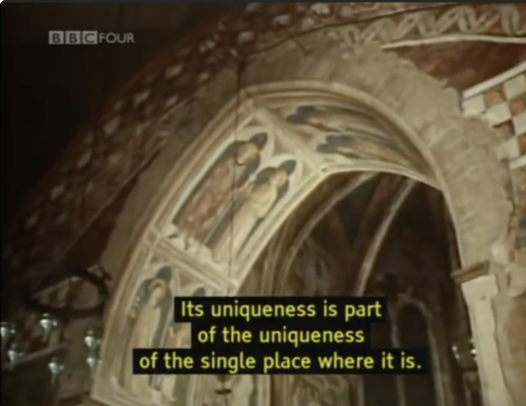 BBC FOUR
Its uniqueness is part
of the uniqueness
of the single place where it is.